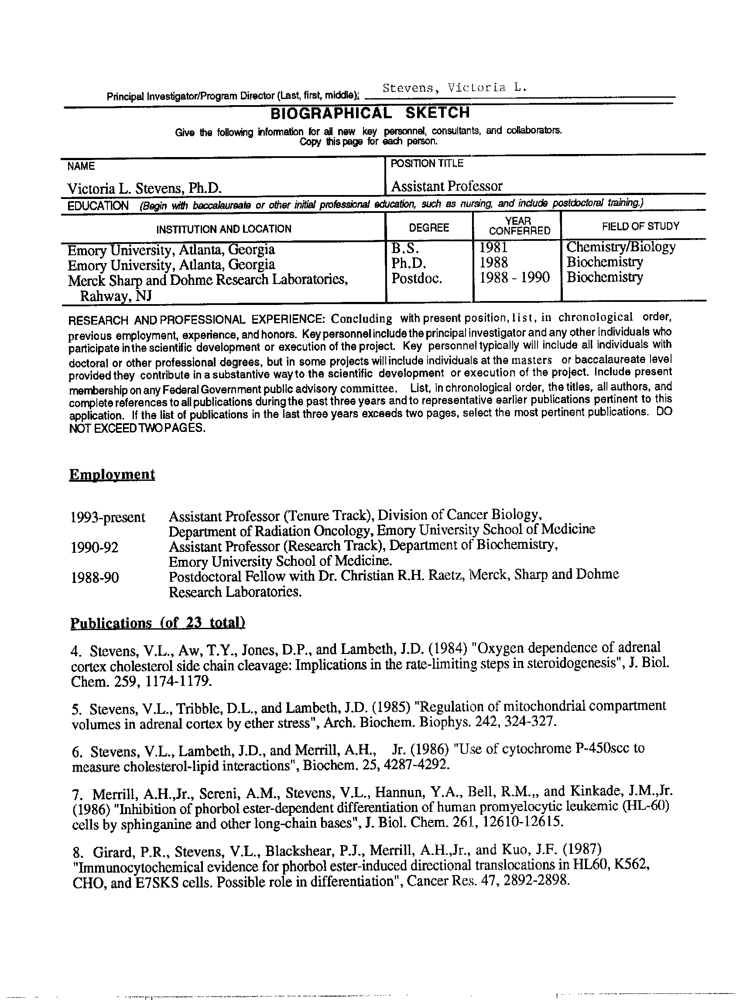 Principal Investigator/Program Director (Last, first, middle): Stevens, Victoria L.
BIOGRAPHICAL SKETCH
Give the following information for all new key personnel, consultants, and collaborators.
Copy this page for each person.
NAME POSITION TITLE
Victoria L. Stevens, Ph.D. Assistant Professor
EDUCATION (Begin with baccalaureate or other initial professional education, such as nursing, and include postdoctoral training.)
INSTITUTION AND LOCATION DEGREE YEAR CONFERRED FIELD OF STUDY
Emory University, Atlanta, Georgia B.S. 1981 Chemistry/Biology
Emory University, Atlanta, Georgia Ph.D. 1988 Biochemistry
Merck Sharp and Dohme Research Laboratories, Postdoc. 1988 - 1990 Biochemistry
Rahway, NJ
RESEARCH AND PROFESSIONAL EXPERIENCE: Concluding with present position, list, in chronological order,
previous employment, experience, and honors. Key personnel include the principal investigator and any other individuals who
participate in the scientific development or execution of the project. Key personnel typically will include all individuals with
doctoral or other professional degrees, but in some projects will include individuals at the masters or baccalaureate level
provided they contribute in a substantive way to the scientific development or execution of the project. Include present
membership on any Federal Government public advisory committee. List, in chronological order, the titles, all authors, and
complete references to all publications during the past three years and to representative earlier publications pertinent to this
application. If the list of publications in the last three years exceeds two pages, select the most pertinent publications. DO
NOT EXCEED TWO PAGES.
Employment
1993-present Assistant Professor (Tenure Track), Division of Cancer Biology,
Department of Radiation Oncology, Emory University School of Medicine
1990-92 Assistant Professor (Research Track), Department of Biochemistry,
Emory University School of Medicine.
1988-90 Postdoctoral Fellow with Dr. Christian R.H. Raetz, Merck, Sharp and Dohme
Research Laboratories.
Publications (of 23 total)
4. Stevens, V.L., Aw, T.Y., Jones, D.P., and Lambeth, J.D. (1984) "Oxygen dependence of adrenal
cortex cholesterol side chain cleavage: Implications in the rate-limiting steps in steroidogenesis", J. Biol.
Chem. 259, 1174-1179.
5. Stevens, V.L., Tribble, D.L., and Lambeth, J.D. (1985) "Regulation of mitochondrial compartment
volumes in adrenal cortex by ether stress", Arch. Biochem. Biophys. 242, 324-327.
6. Stevens, V.L., Lambeth, J.D., and Merrill, A.H., Jr. (1986) "Use of cytochrome P-450scc to
measure cholesterol-lipid interactions", Biochem. 25, 4287-4292.
7. Merrill, A.H.,Jr., Sereni, A.M., Stevens, V.L., Hannun, Y.A., Bell, R.M.,, and Kinkade, J.M.,Jr.
(1986) "Inhibition of phorbol ester-dependent differentiation of human promyelocytic leukemic (HL-60)
cells by sphinganine and other long-chain bases", J. Biol. Chem. 261, 12610-12615.
8. Girard, P.R., Stevens, V.L., Blackshear, P.J., Merrill, A.H.,Jr., and Kuo, J.F. (1987)
"Immunocytochemical evidence for phorbol ester-induced directional translocations in HL60, K562,
CHO, and E7SKS cells. Possible role in differentiation", Cancer Res. 47, 2892-2898.